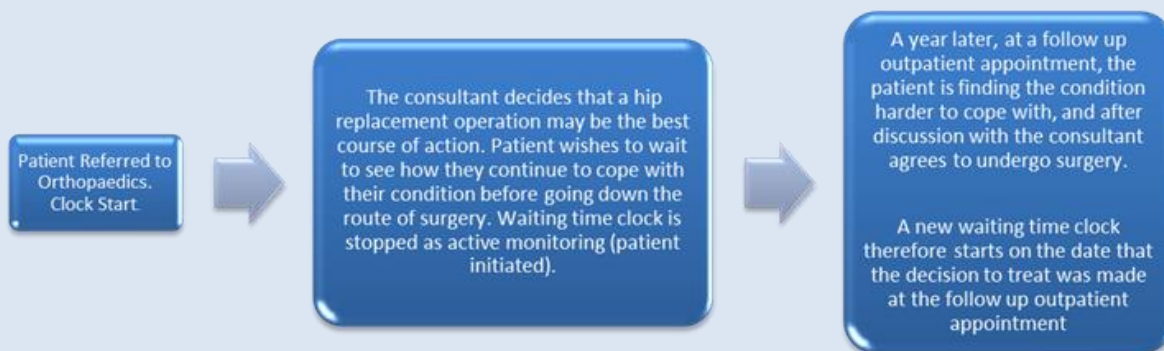 Patient Referred to
Orthopaedics.
Clock Start.
The consultant decides that a hip
replacement operation may be the best
course of action. Patient wishes to wait
to see how they continue to cope with
their condition before going down the
route of surgery. Waiting time clock is
stopped as active monitoring (patient
initiated).
A year later, at a follow up
outpatient appointment, the
patient is finding the condition
harder to cope with, and after
discussion with the consultant
agrees to undergo surgery.
A new waiting time clock
therefore starts on the date that
the decision to treat was made
at the follow up outpatient
appointment